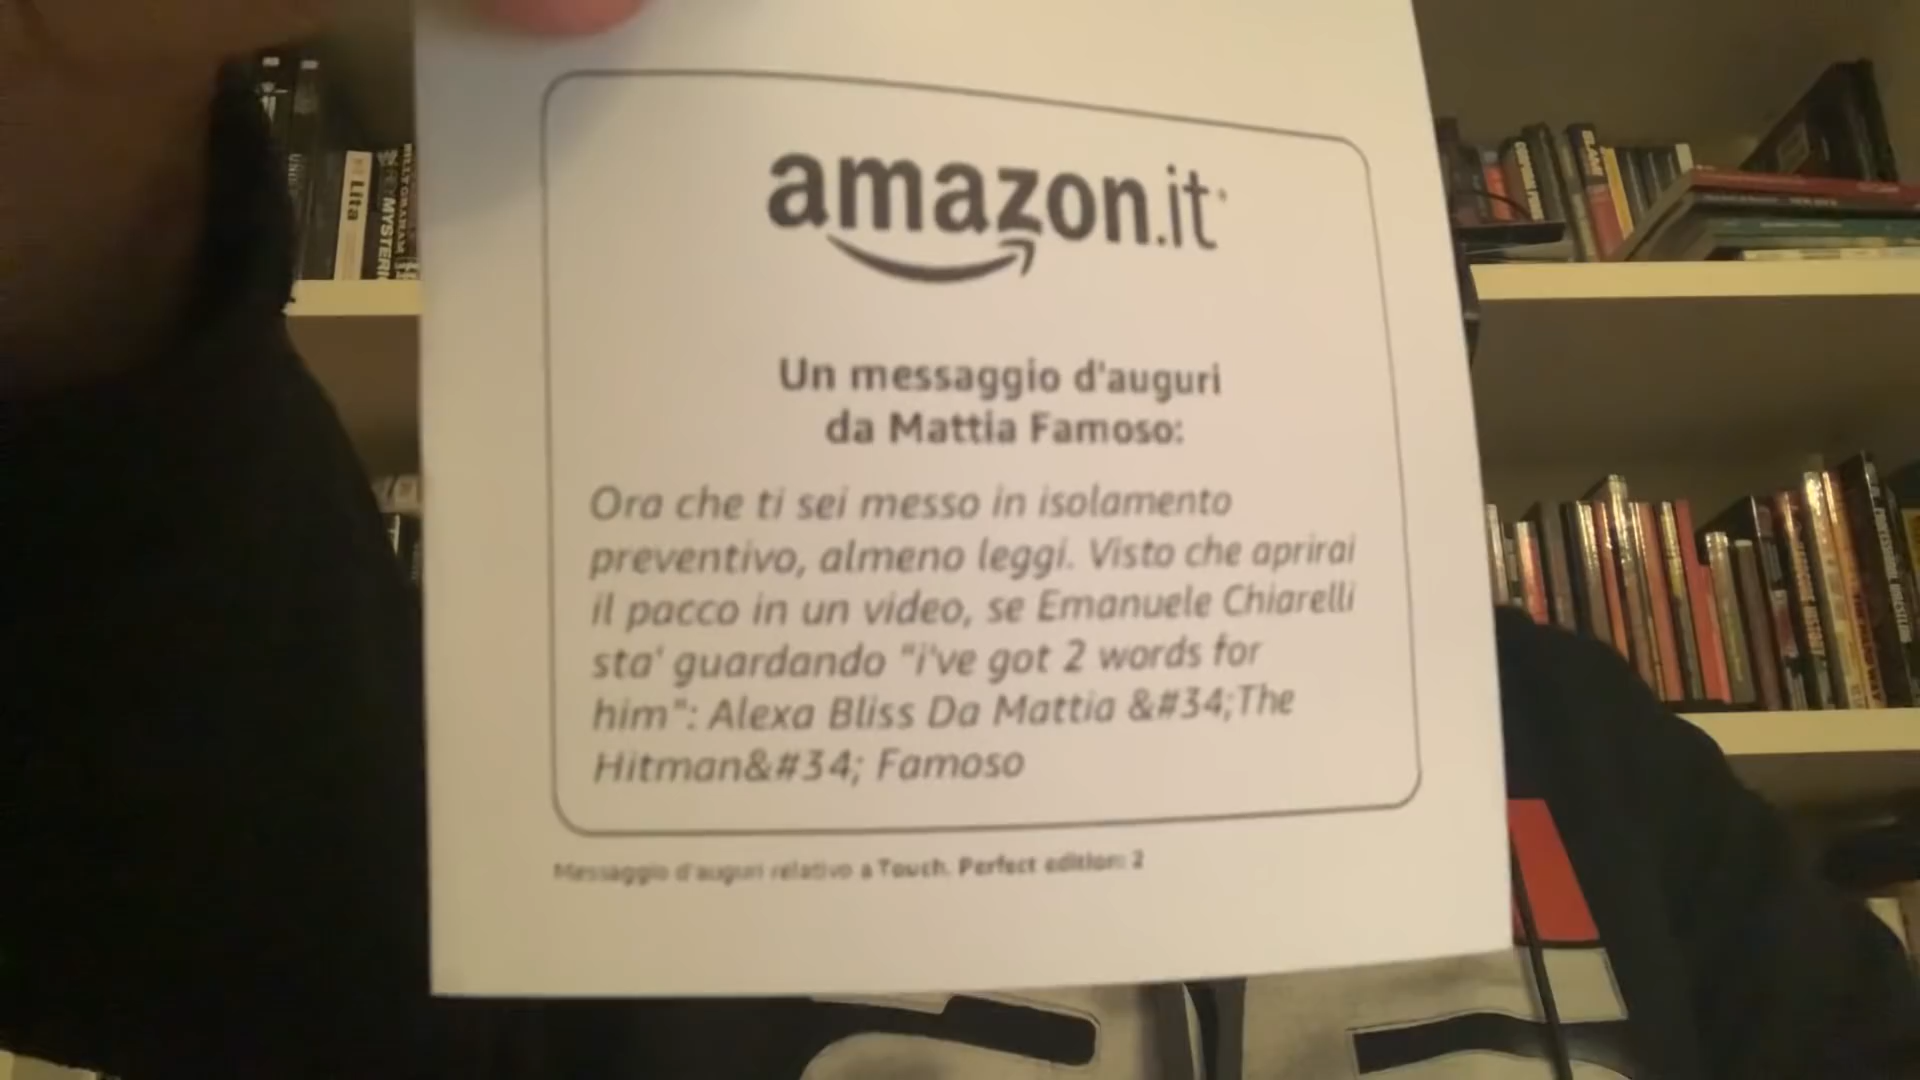 amazon.it
Un messaggio d'auguri
da Mattia Famoso:
Ora che ti sei messo in isolamento
preventivo, almeno leggi. Visto che aprirai
il pacco in un video, se Emanuele Chiarelli
sta' guardando "i've got 2 words for
him": Alexa Bliss Da Mattia &#34;The
Hitman&#34; Famoso
Messaggio d'auguri relativo a Touch. Perfect edition: 2
Lita